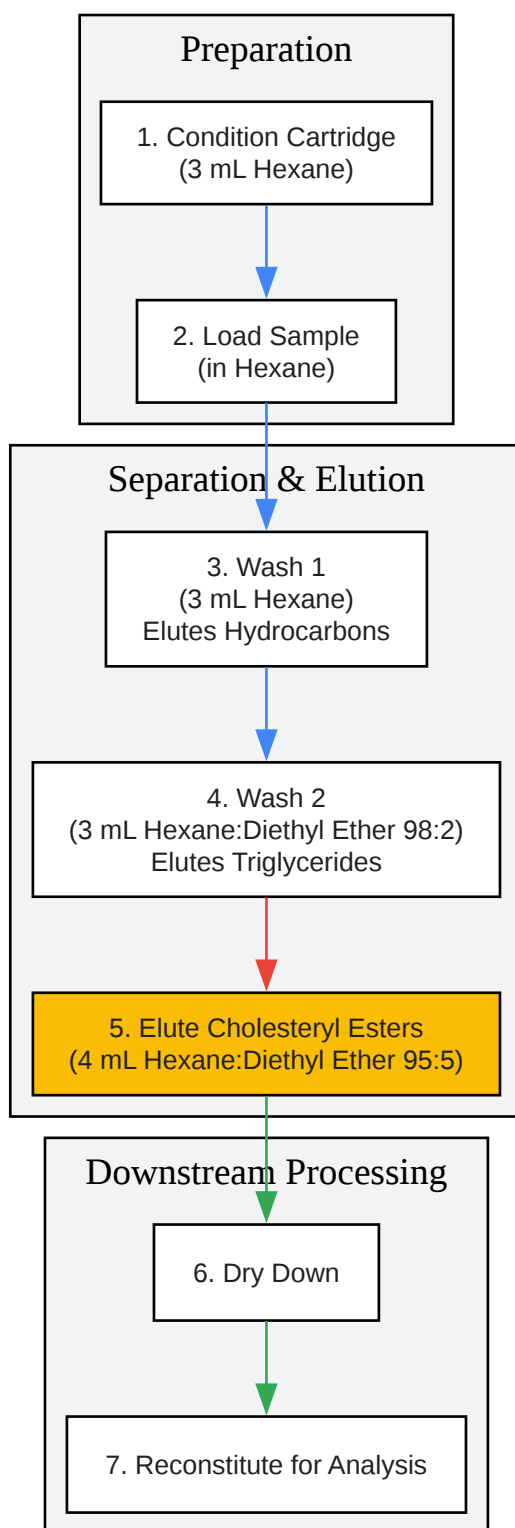 Preparation
1. Condition Cartridge
(3 mL Hexane)
2. Load Sample
(in Hexane)
Separation & Elution
3. Wash 1
(3 mL Hexane)
Elutes Hydrocarbons
4. Wash 2
(3 mL Hexane:Diethyl Ether 98:2)
Elutes Triglycerides
5. Elute Cholesteryl Esters
(4 mL Hexane:Diethyl Ether 95:5)
Downstream Processing
6. Dry Down
7. Reconstitute for Analysis